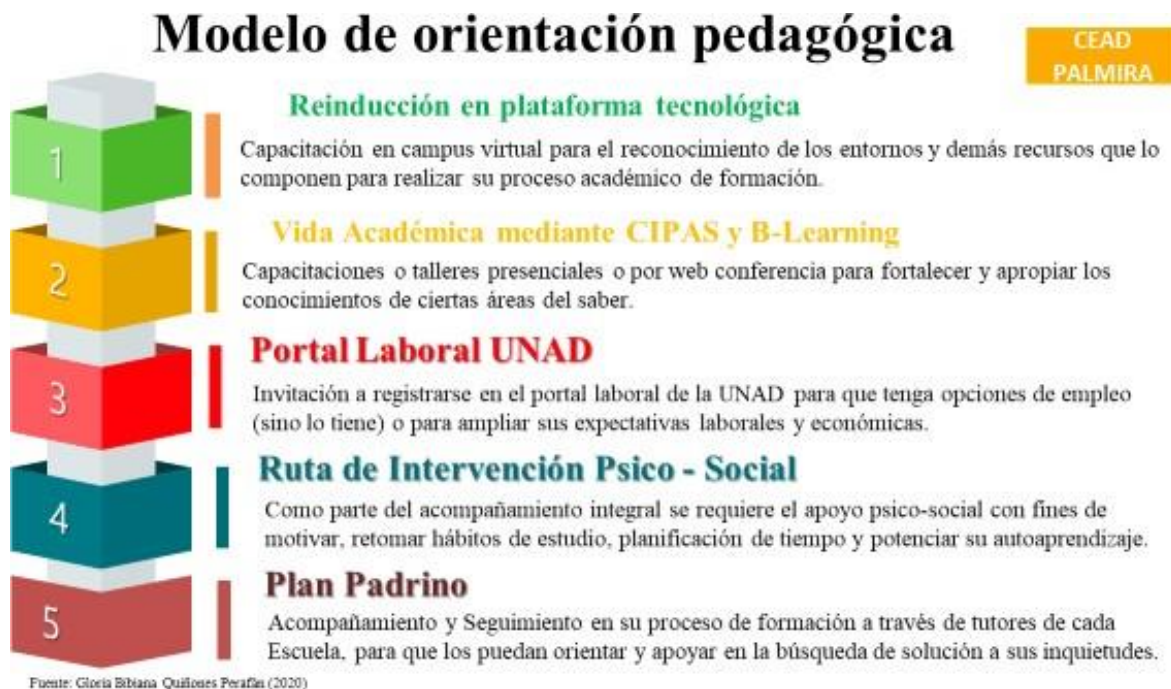 Modelo de orientación pedagógica
CEAD
PALMIRA
1
Reinducción en plataforma tecnológica
Capacitación en campus virtual para el reconocimiento de los entornos y demás recursos que lo
componen para realizar su proceso académico de formación.
2
Vida Académica mediante CIPAS y B-Learning
Capacitaciones o talleres presenciales o por web conferencia para fortalecer y apropiar los
conocimientos de ciertas áreas del saber.
3
Portal Laboral UNAD
Invitación a registrarse en el portal laboral de la UNAD para que tenga opciones de empleo
(sino lo tiene) o para ampliar sus expectativas laborales y económicas.
4
Ruta de Intervención Psico - Social
Como parte del acompañamiento integral se requiere el apoyo psico-social con fines de
motivar, retomar hábitos de estudio, planificación de tiempo y potenciar su autoaprendizaje.
5
Plan Padrino
Acompañamiento y Seguimiento en su proceso de formación a través de tutores de cada
Escuela, para que los puedan orientar y apoyar en la búsqueda de solución a sus inquietudes.
Fuente: Gloria Bibiana Quiñones Perafán (2020)